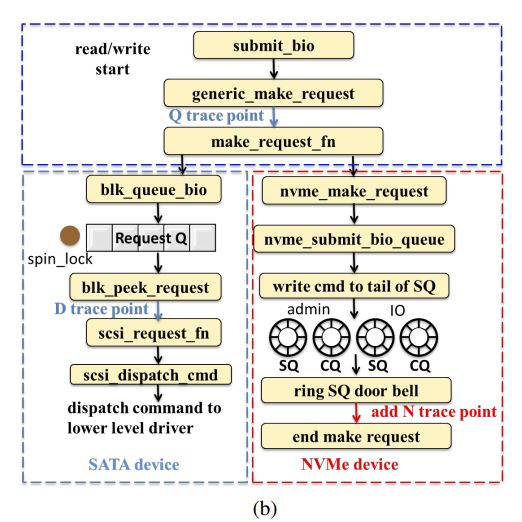 read/write
start
submit_bio
generic_make_request
Q trace point
make_request_fn
blk_queue_bio
spin_lock
Request Q
blk_peek_request
D trace point
scsi_request_fn
scsi_dispatch_cmd
dispatch command to
lower level driver
SATA device
nvme_make_request
nvme_submit_bio_queue
write cmd to tail of SQ
admin IO
SQ CQ SQ CQ
ring SQ door bell
add N trace point
end make request
NVMe device
(b)